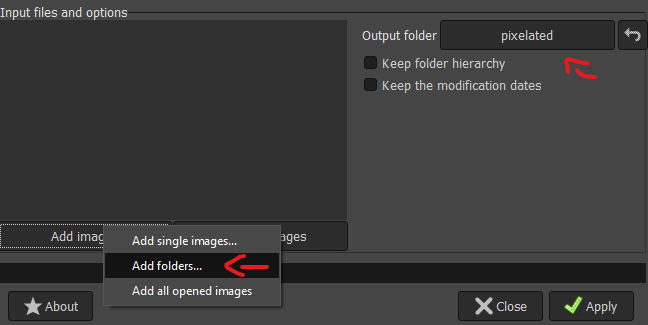 Input files and options
Output folder
pixelated
Keep folder hierarchy
Keep the modification dates
Add imag
ages
Add single images...
Add folders...
Add all opened images
About
Close
Apply